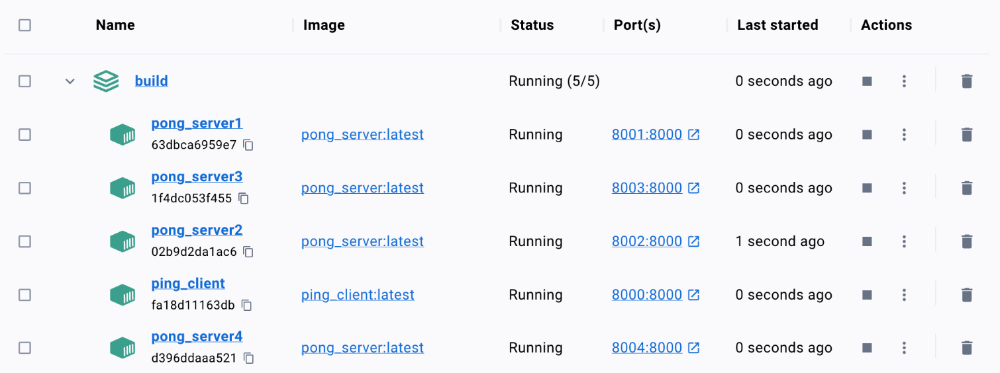 Name Image Status Port(s) Last started Actions
build Running (5/5) 0 seconds ago
pong_server1
63dbca6959e7 pong_server:latest Running 8001:8000 0 seconds ago
pong_server3
1f4dc053f455 pong_server:latest Running 8003:8000 0 seconds ago
pong_server2
02b9d2da1ac6 pong_server:latest Running 8002:8000 1 second ago
ping_client
fa18d11163db ping_client:latest Running 8000:8000 0 seconds ago
pong_server4
d396ddaaa521 pong_server:latest Running 8004:8000 0 seconds ago